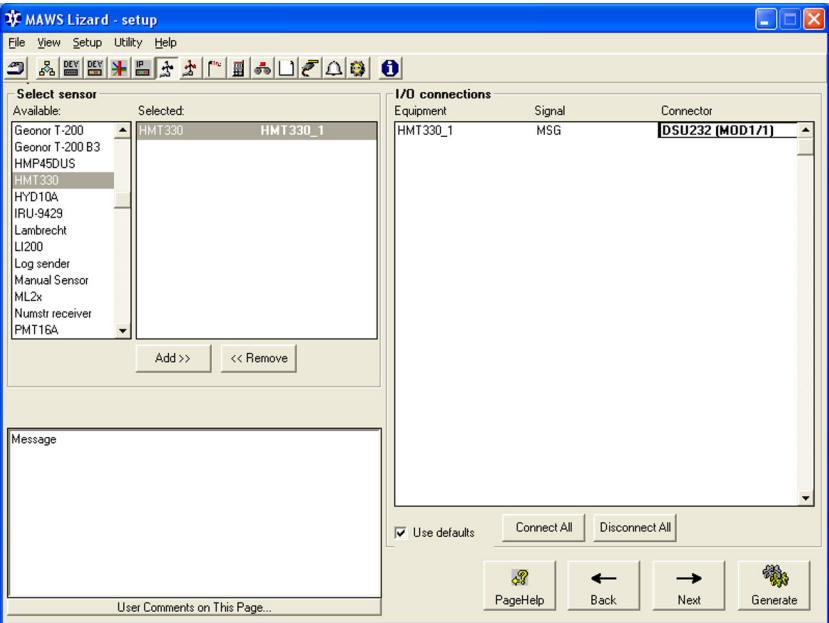 MAWS Lizard - setup
File View Setup Utility Help
DEV DEV IP
Select sensor
Available: Selected:
Geonor T-200
Geonor T-200 B3
HMP45DUS
HMT330
HYD10A
IRU-9429
Lambrecht
LI200
Log sender
Manual Sensor
ML2x
Numstr receiver
PMT16A
HMT330 HMT330_1
Add >> << Remove
I/O connections
Equipment Signal Connector
HMT330_1 MSG DSU232 (MOD1/1)
Use defaults Connect All Disconnect All
Message
User Comments on This Page...
PageHelp Back Next Generate